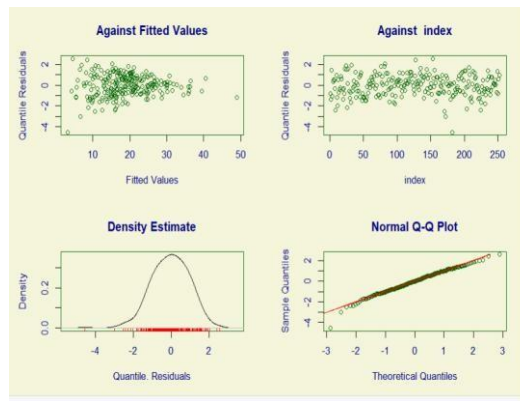 Against Fitted Values
Quantile Residuals
2
0
-2
-4
10 20 30 40 50
Fitted Values
Against index
Quantile Residuals
2
0
-2
-4
0 50 100 150 200 250
index
Density Estimate
Density
0.2
0.0
-4 -2 0 2
Quantile. Residuals
Normal Q-Q Plot
Sample Quantiles
2
0
-2
-4
-3 -2 -1 0 1 2 3
Theoretical Quantiles